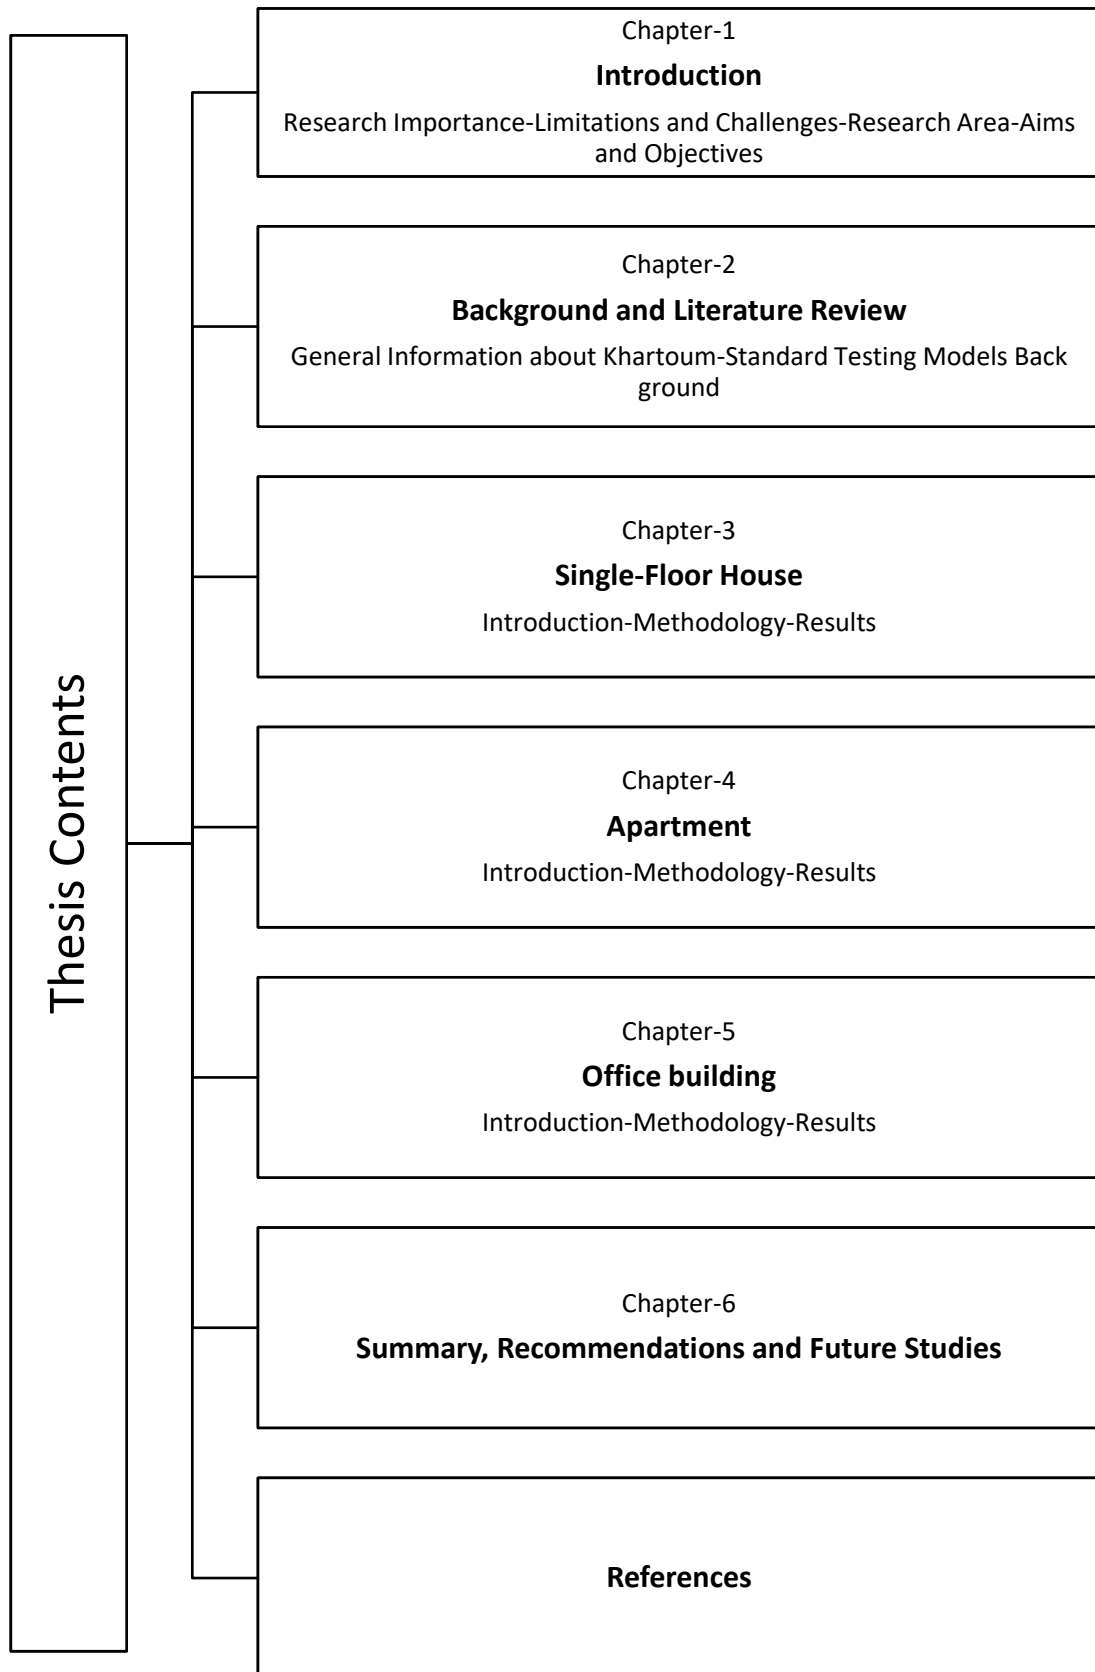 Thesis Contents
Chapter-1
Introduction
Research Importance-Limitations and Challenges-Research Area-Aims
and Objectives
Chapter-2
Background and Literature Review
General Information about Khartoum-Standard Testing Models Back
ground
Chapter-3
Single-Floor House
Introduction-Methodology-Results
Chapter-4
Apartment
Introduction-Methodology-Results
Chapter-5
Office building
Introduction-Methodology-Results
Chapter-6
Summary, Recommendations and Future Studies
References